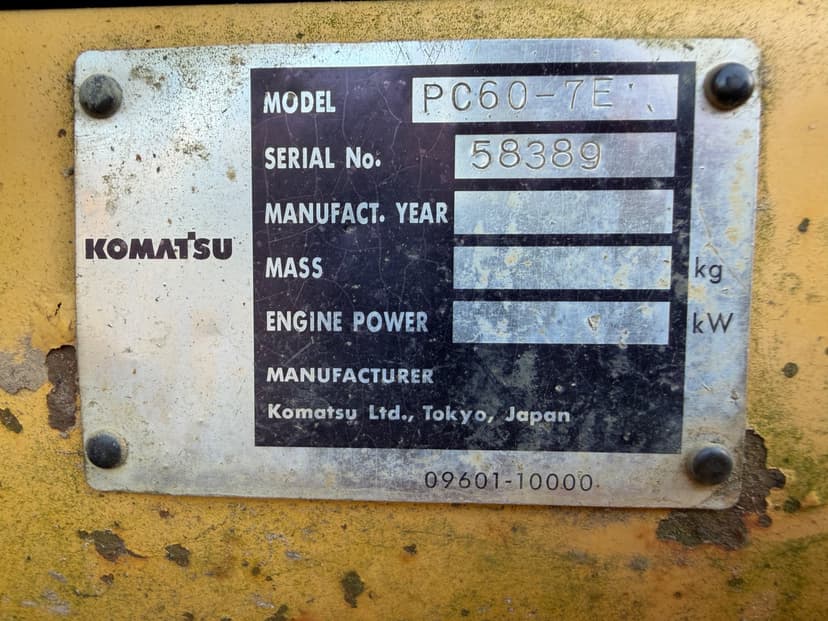 KOMATSU
MODEL PC60-7E
SERIAL No. 58389
MANUFACT. YEAR
MASS kg
ENGINE POWER kW
MANUFACTURER
Komatsu Ltd., Tokyo, Japan
09601-10000